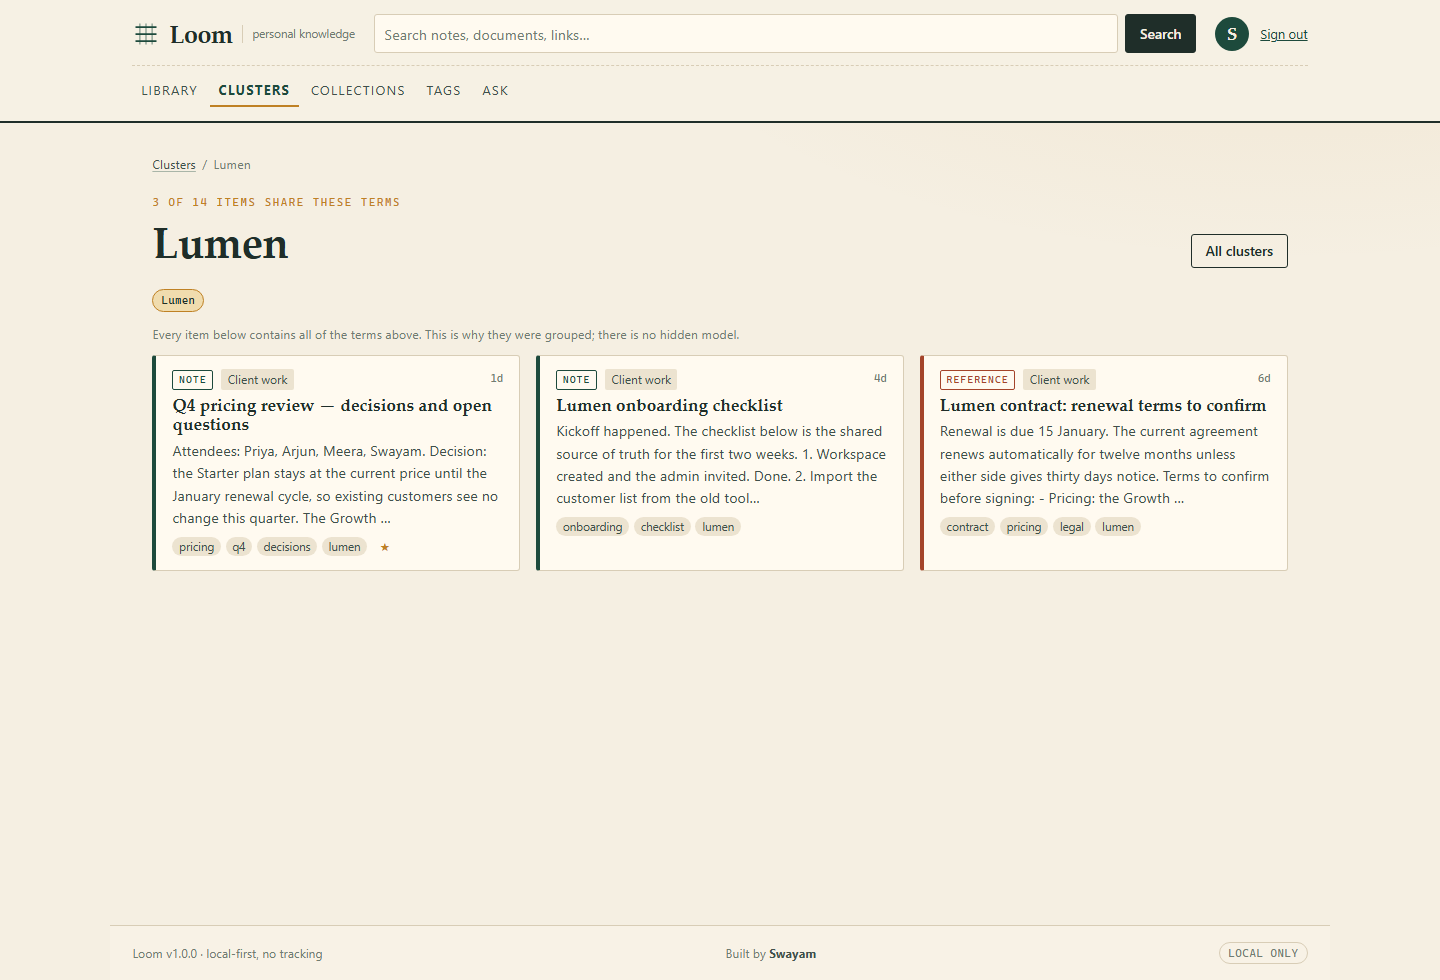 Loom
personal knowledge
Search notes, documents, links...
Search
S
Sign out
LIBRARY
CLUSTERS
COLLECTIONS
TAGS
ASK
Clusters / Lumen
3 OF 14 ITEMS SHARE THESE TERMS
Lumen
All clusters
Lumen
Every item below contains all of the terms above. This is why they were grouped; there is no hidden model.
NOTE
Client work
1d
Q4 pricing review — decisions and open
questions
Attendees: Priya, Arjun, Meera, Swayam. Decision:
the Starter plan stays at the current price until the
January renewal cycle, so existing customers see no
change this quarter. The Growth ...
pricing
q4
decisions
lumen
★
NOTE
Client work
4d
Lumen onboarding checklist
Kickoff happened. The checklist below is the shared
source of truth for the first two weeks. 1. Workspace
created and the admin invited. Done. 2. Import the
customer list from the old tool...
onboarding
checklist
lumen
REFERENCE
Client work
6d
Lumen contract: renewal terms to confirm
Renewal is due 15 January. The current agreement
renews automatically for twelve months unless
either side gives thirty days notice. Terms to confirm
before signing: - Pricing: the Growth ...
contract
pricing
legal
lumen
Loom v1.0.0 · local-first, no tracking
Built by Swayam
LOCAL ONLY